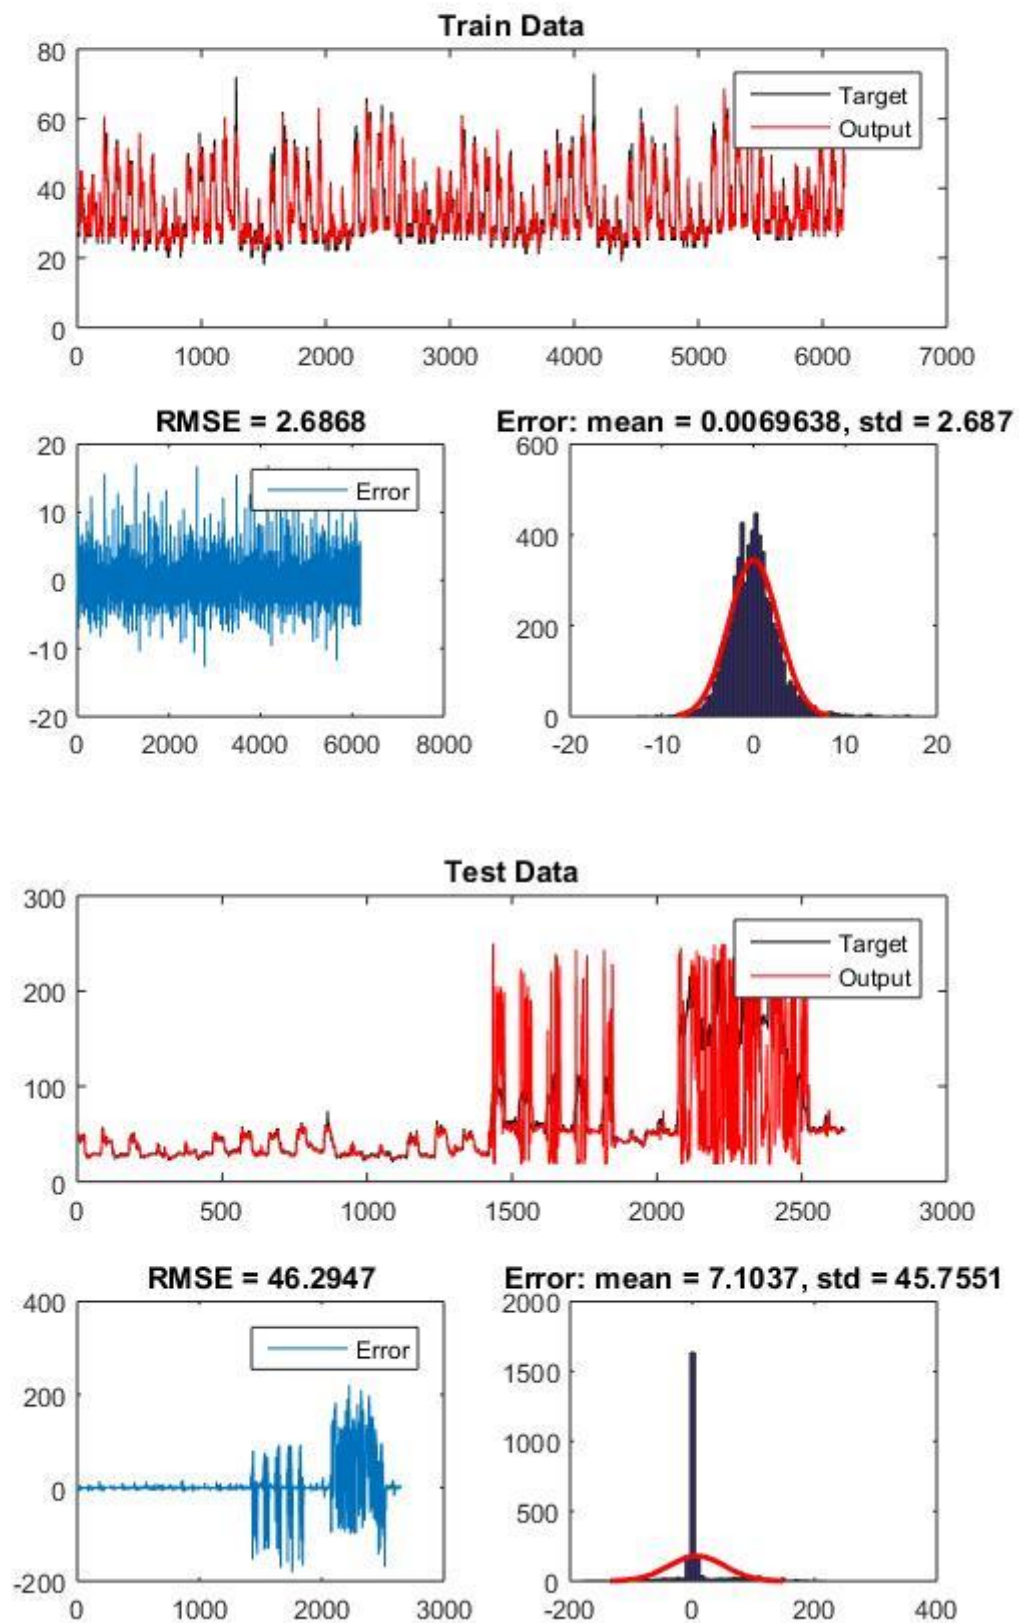 Train Data
80
60
40
20
0
Target
Output
0 1000 2000 3000 4000 5000 6000 7000
RMSE = 2.6868
20
10
0
-10
-20
Error
0 2000 4000 6000 8000
Error: mean = 0.0069638, std = 2.687
600
400
200
0
-20 -10 0 10 20
Test Data
300
200
100
0
Target
Output
0 500 1000 1500 2000 2500 3000
RMSE = 46.2947
400
200
0
-200
Error
0 1000 2000 3000
Error: mean = 7.1037, std = 45.7551
2000
1500
1000
500
0
-200 0 200 400